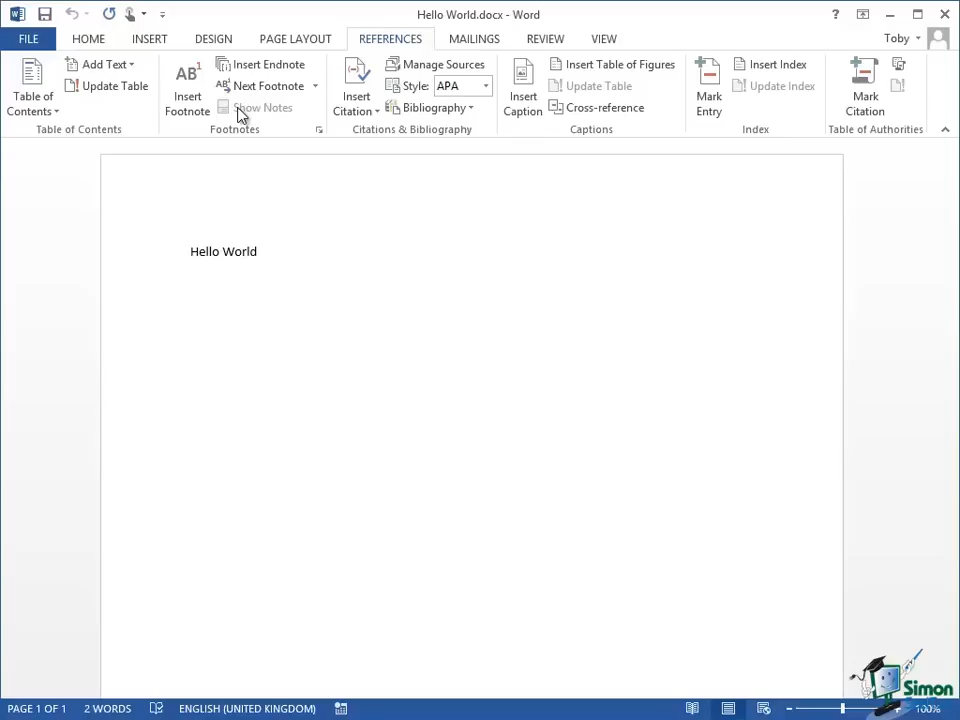 Hello World.docx - Word
FILE HOME INSERT DESIGN PAGE LAYOUT REFERENCES MAILINGS REVIEW VIEW Toby
Table of Contents
Add Text
Update Table
Table of Contents
AB1 Insert Footnote
Insert Endnote
AB1 Next Footnote
Show Notes
Footnotes
Insert Citation
Manage Sources
Style: APA
Bibliography
Citations & Bibliography
Insert Caption
Insert Table of Figures
Update Table
Cross-reference
Captions
Mark Entry
Insert Index
Update Index
Index
Mark Citation
Table of Authorities
Hello World
Simon
PAGE 1 OF 1 2 WORDS ENGLISH (UNITED KINGDOM) 100%